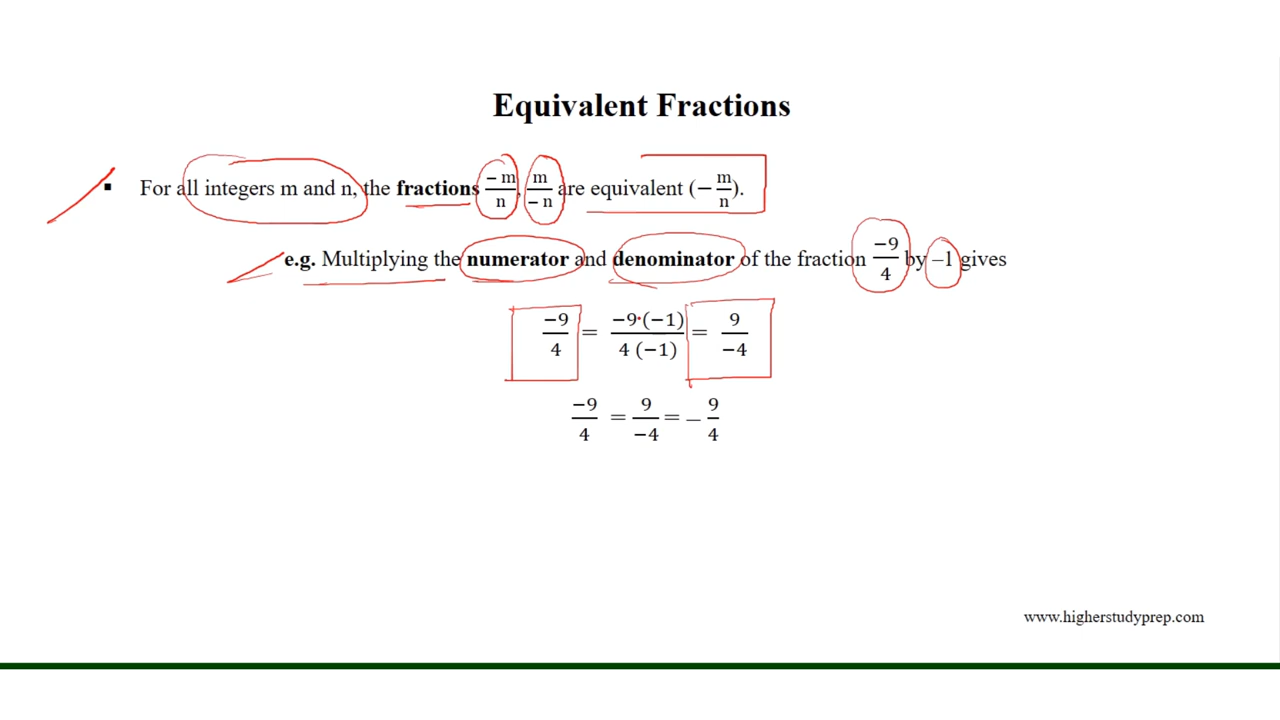 Equivalent Fractions
▪ For all integers m and n, the fractions −m/n, m/−n are equivalent (−m/n).
e.g. Multiplying the numerator and denominator of the fraction −9/4 by −1 gives
−9/4 = −9·(−1)/4 (−1) = 9/−4
−9/4 = 9/−4 = −9/4
www.higherstudyprep.com